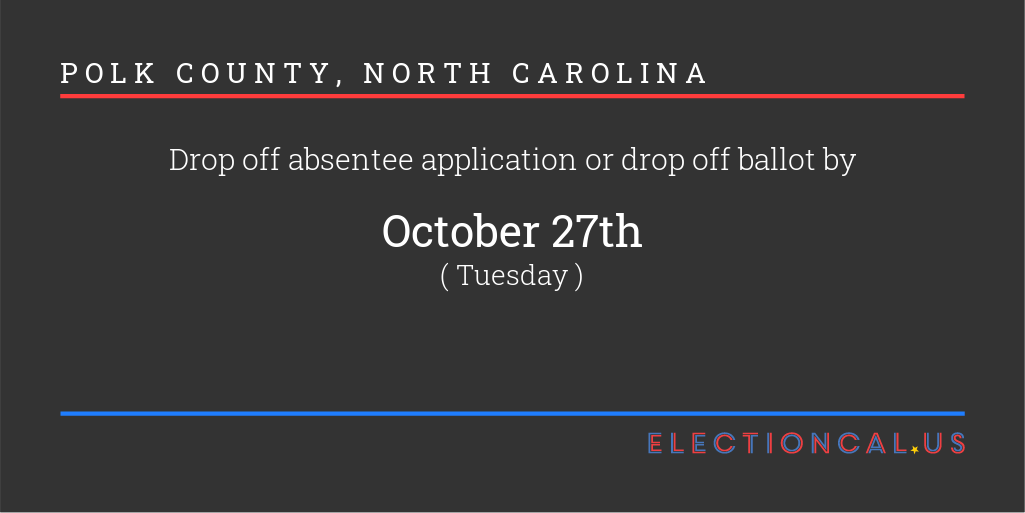 POLK COUNTY, NORTH CAROLINA
Drop off absentee application or drop off ballot by
October 27th
( Tuesday )
ELECTIONCAL.US